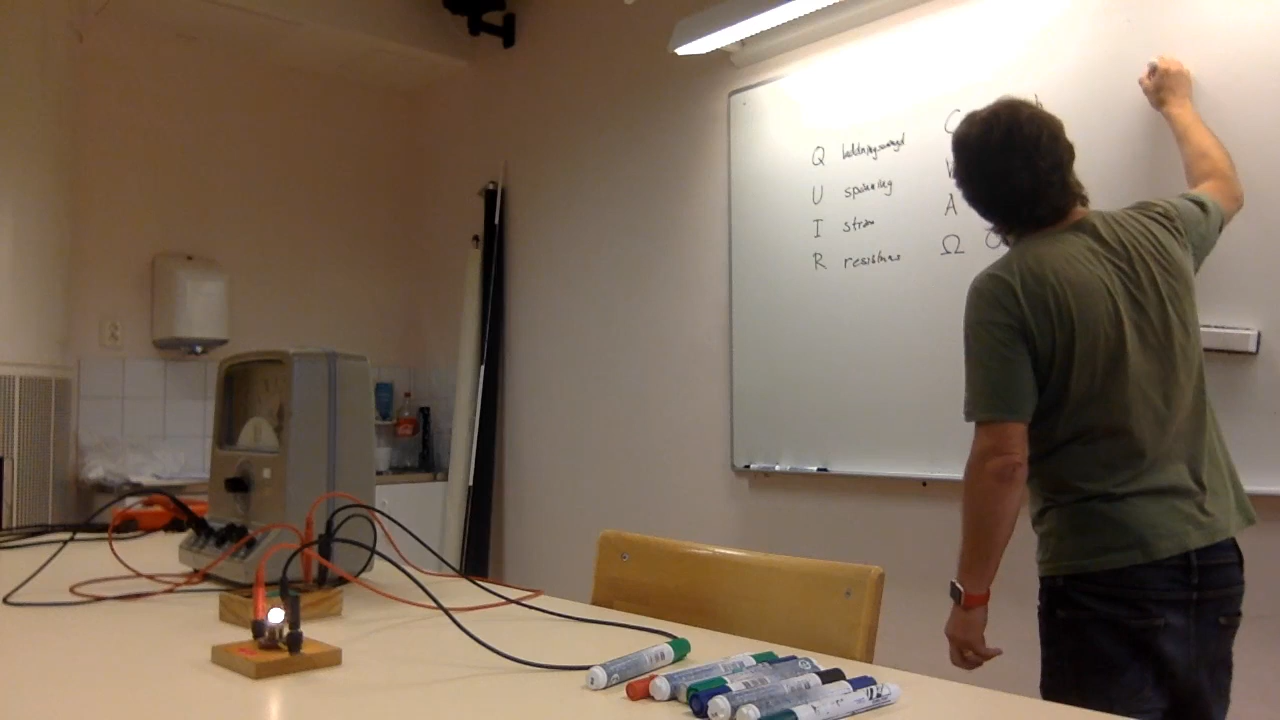 Q laddningsmängd C
U spänning V
I ström A
R resistans Ω